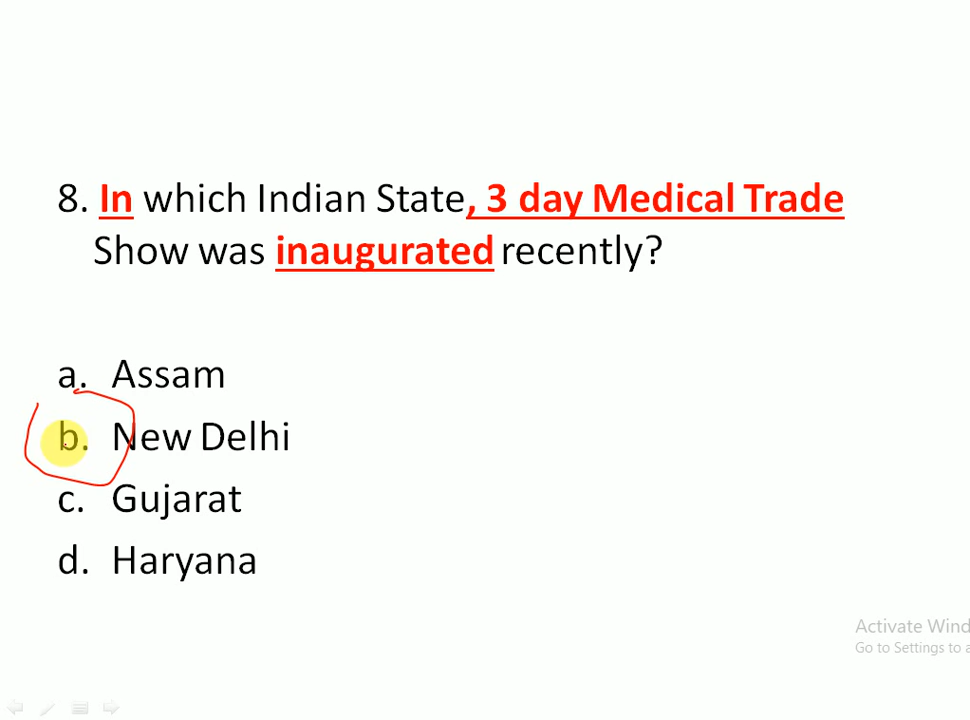 8. In which Indian State, 3 day Medical Trade
Show was inaugurated recently?
a. Assam
b. New Delhi
c. Gujarat
d. Haryana
Activate Wind
Go to Settings to a